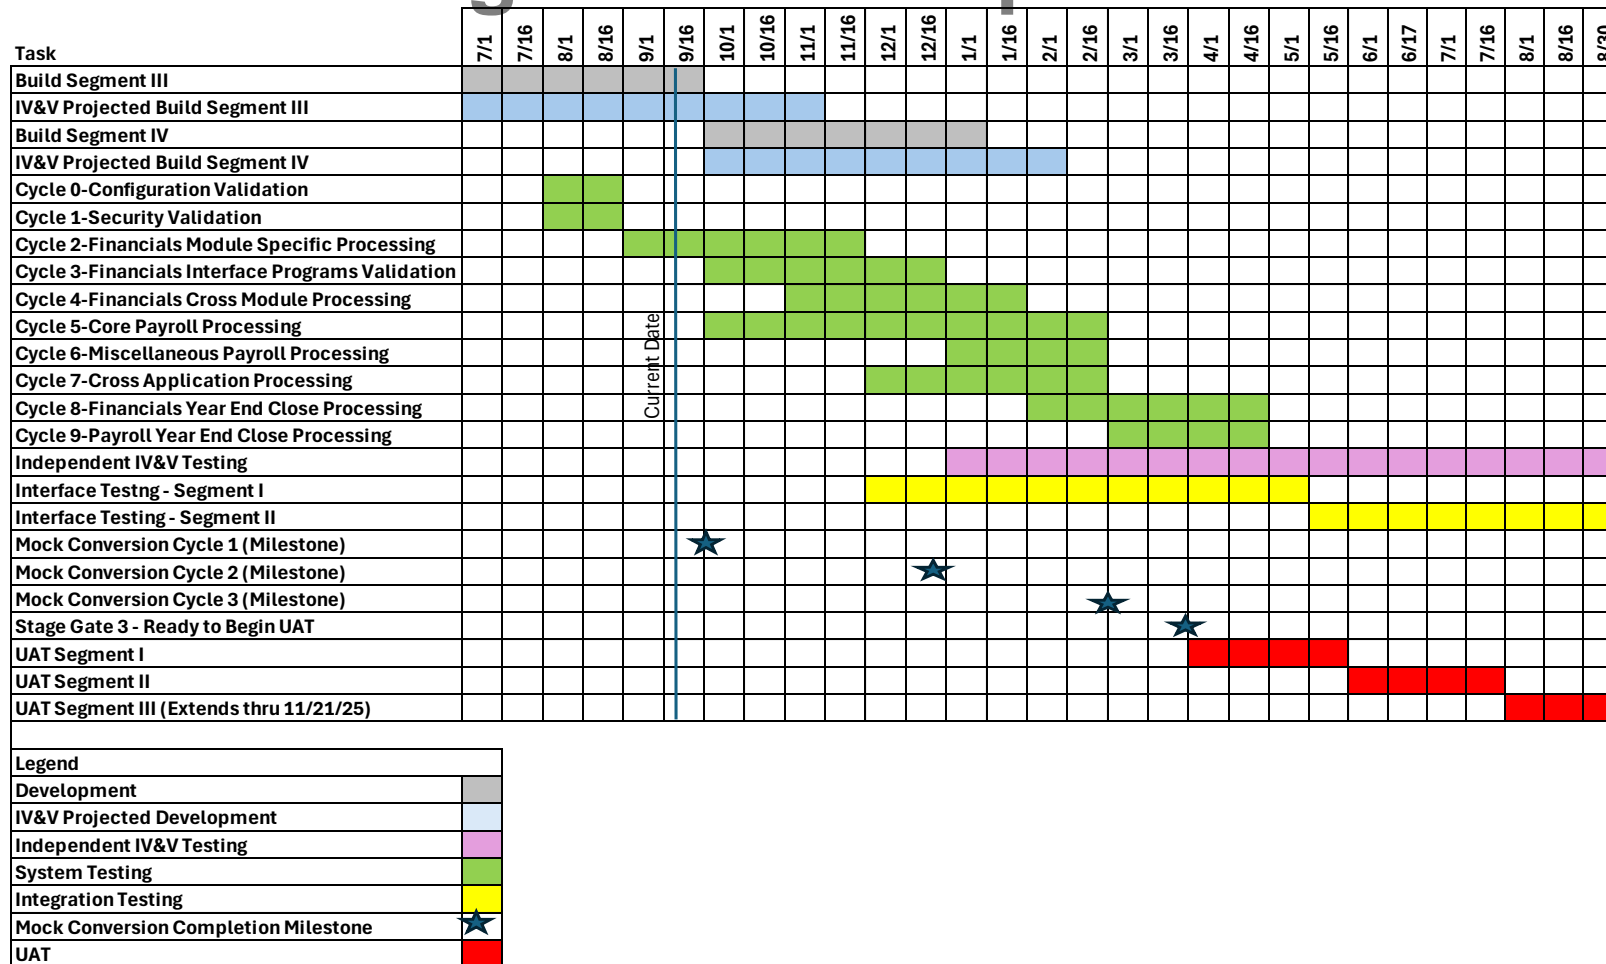 Task 7/1 7/16 8/1 8/16 9/1 9/16 10/1 10/16 11/1 11/16 12/1 12/16 1/1 1/16 2/1 2/16 3/1 3/16 4/1 4/16 5/1 5/16 6/1 6/17 7/1 7/16 8/1 8/16 8/30
Build Segment III
IV&V Projected Build Segment III
Build Segment IV
IV&V Projected Build Segment IV
Cycle 0-Configuration Validation
Cycle 1-Security Validation
Cycle 2-Financials Module Specific Processing
Cycle 3-Financials Interface Programs Validation
Cycle 4-Financials Cross Module Processing
Cycle 5-Core Payroll Processing
Cycle 6-Miscellaneous Payroll Processing
Cycle 7-Cross Application Processing
Cycle 8-Financials Year End Close Processing
Cycle 9-Payroll Year End Close Processing
Current Date
Independent IV&V Testing
Interface Testng - Segment I
Interface Testing - Segment II
Mock Conversion Cycle 1 (Milestone)
Mock Conversion Cycle 2 (Milestone)
Mock Conversion Cycle 3 (Milestone)
Stage Gate 3 - Ready to Begin UAT
UAT Segment I
UAT Segment II
UAT Segment III (Extends thru 11/21/25)
Legend
Development
IV&V Projected Development
Independent IV&V Testing
System Testing
Integration Testing
Mock Conversion Completion Milestone
UAT